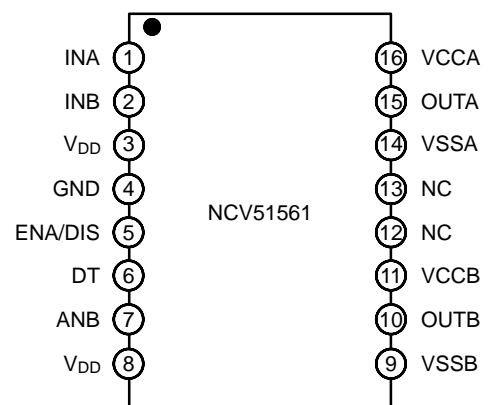 INA 1 16 VCCA
INB 2 15 OUTA
VDD 3 14 VSSA
GND 4 13 NC
NCV51561
ENA/DIS 5 12 NC
DT 6 11 VCCB
ANB 7 10 OUTB
VDD 8 9 VSSB